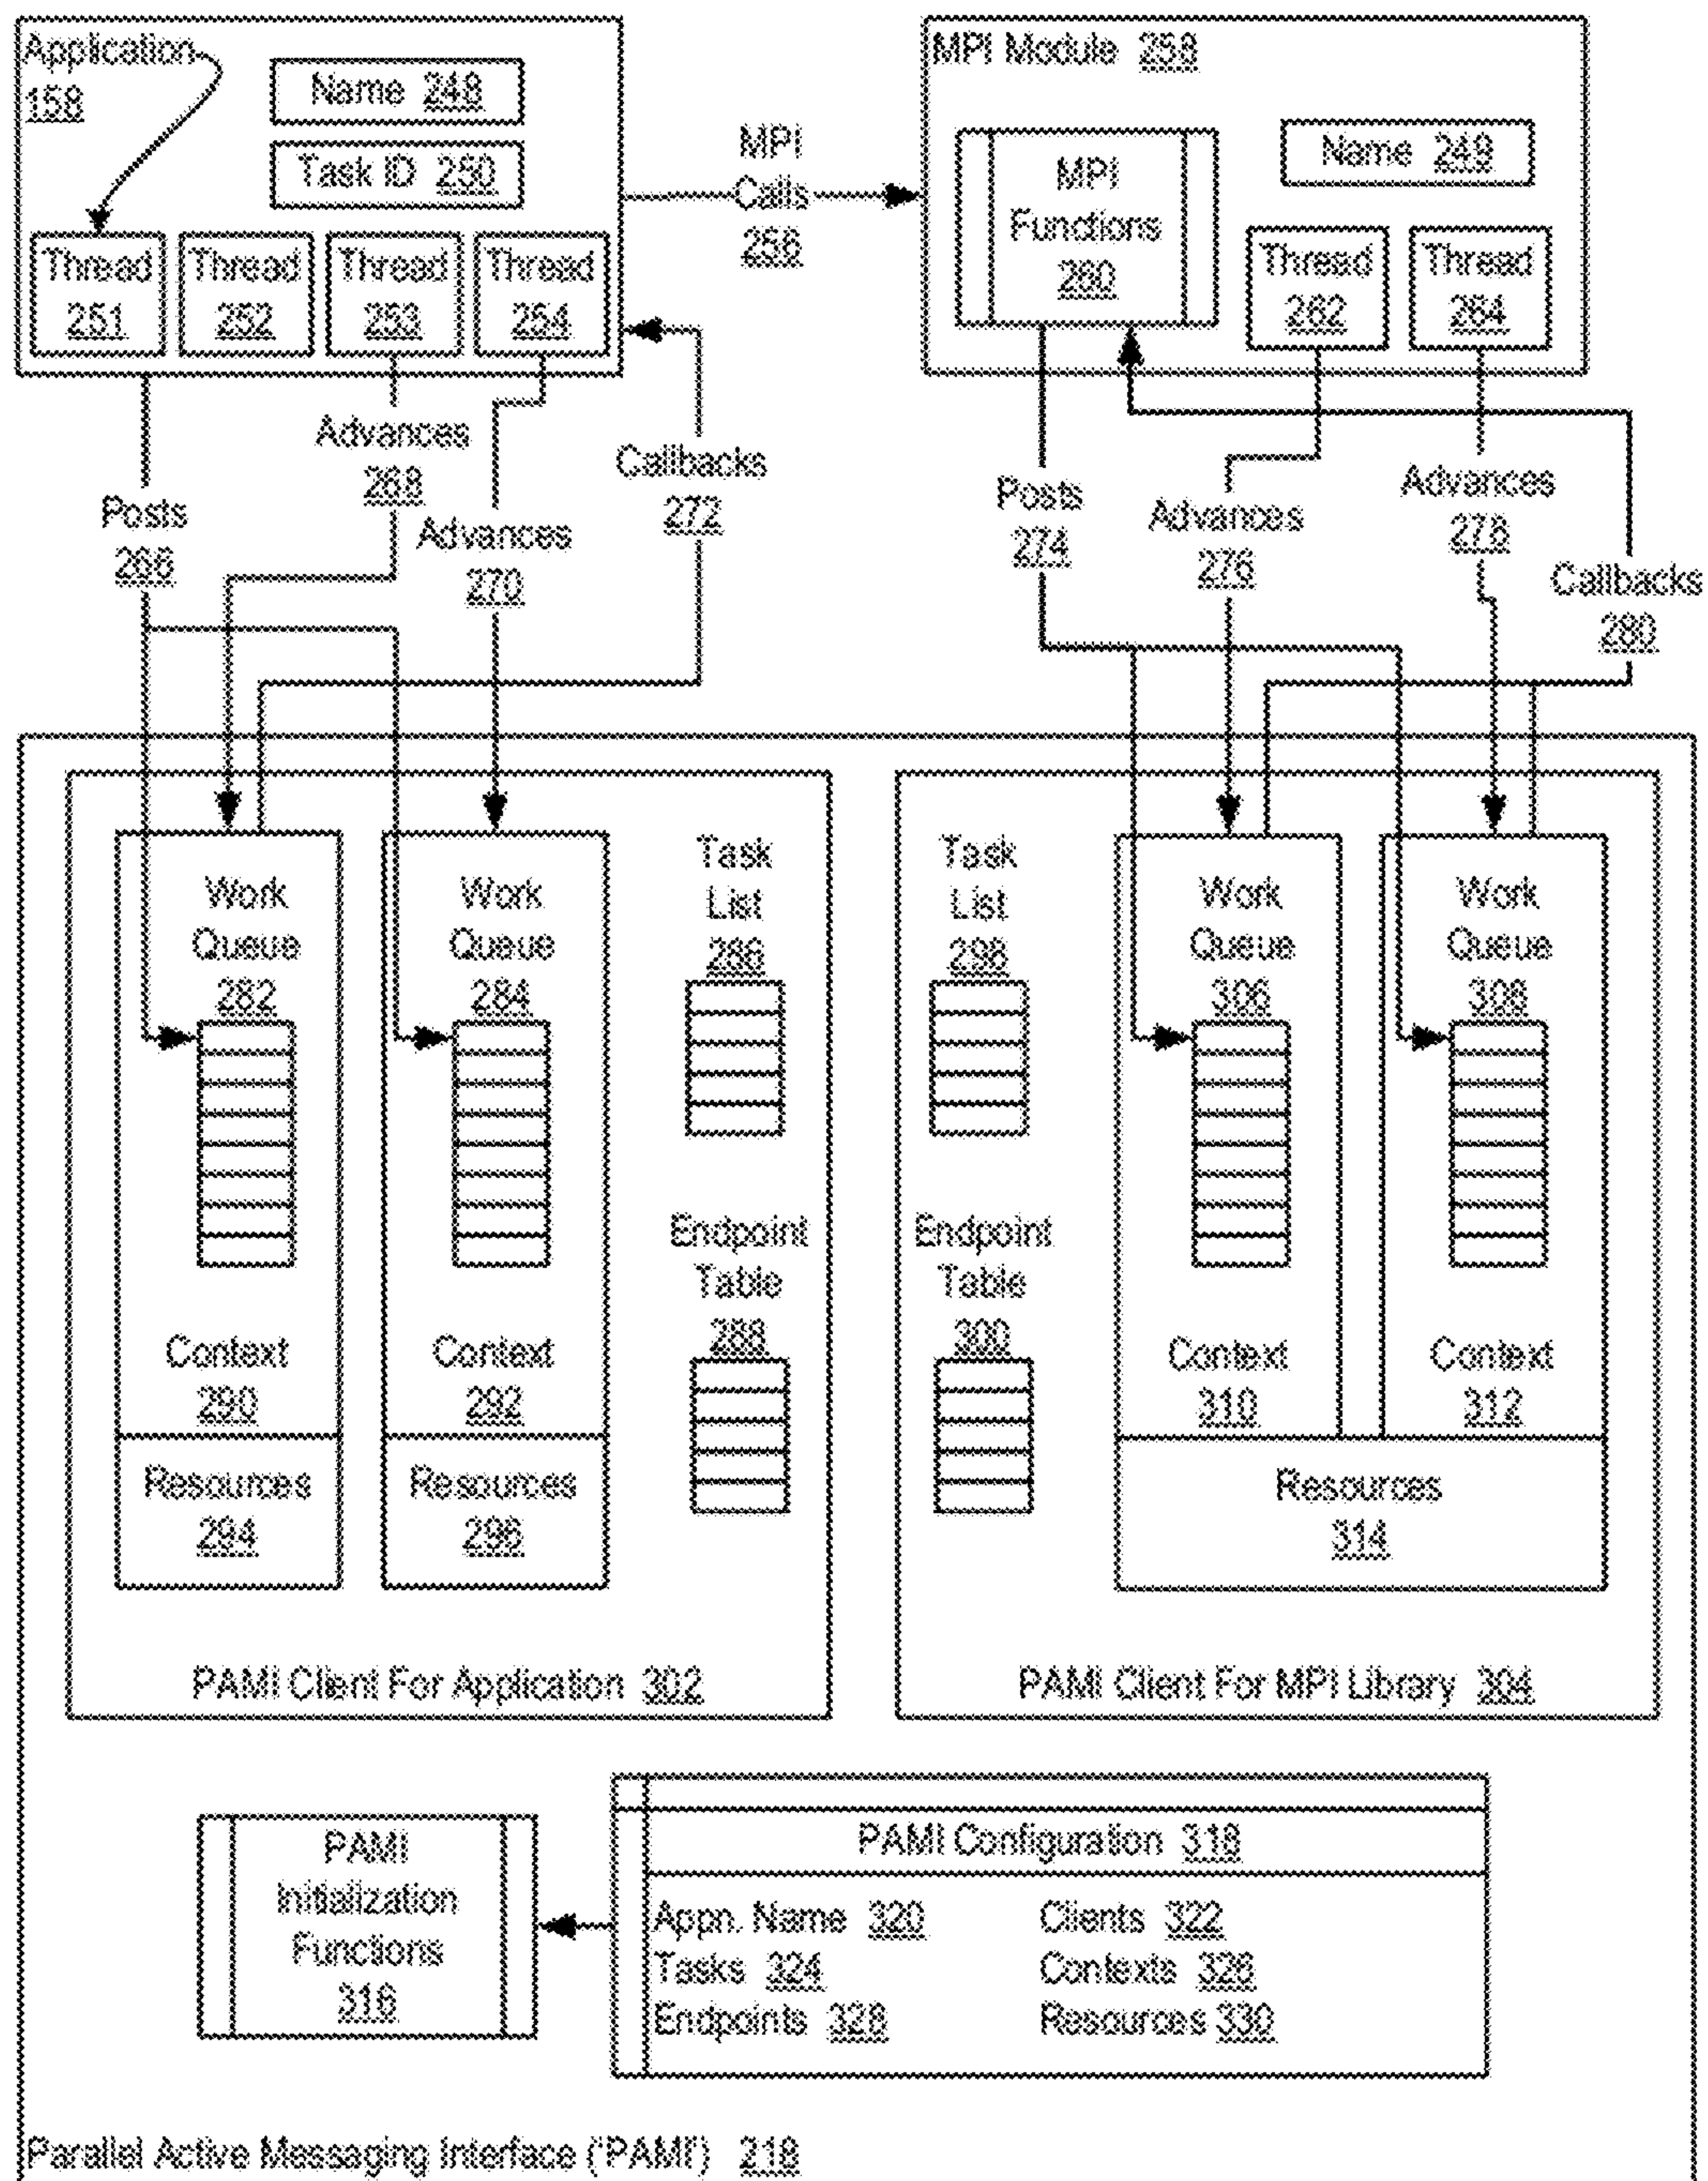 Application
158
Name 248
Task ID 250
Thread
251
Thread
252
Thread
253
Thread
254
MPI
Calls
256
MPI Module 258
MPI
Functions
260
Name 249
Thread
262
Thread
264
Posts
266
Advances
268
Advances
270
Callbacks
272
Posts
274
Advances
276
Advances
278
Callbacks
280
Work
Queue
282
Work
Queue
284
Task
List
286
Endpoint
Table
288
Context
290
Context
292
Resources
294
Resources
296
PAMI Client For Application 302
Task
List
298
Endpoint
Table
300
Work
Queue
306
Work
Queue
308
Context
310
Context
312
Resources
314
PAMI Client For MPI Library 304
PAMI
Initialization
Functions
316
PAMI Configuration 318
Appn. Name 320 Clients 322
Tasks 324 Contexts 326
Endpoints 328 Resources 330
Parallel Active Messaging Interface ('PAMI') 218